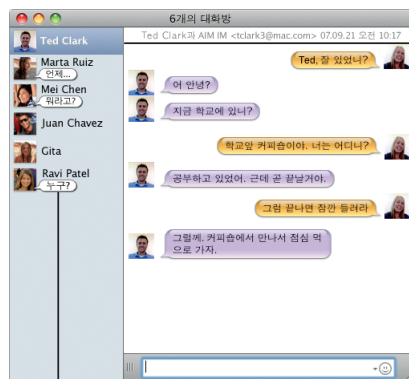 6개의 대화방
Ted Clark과 AIM IM <tclark3@mac.com> 07.09.21 오전 10:17
Ted Clark
Marta Ruiz
언제...
Mei Chen
뭐라고?
Juan Chavez
Gita
Ravi Patel
누구?
Ted, 잘 있었니?
어 안녕?
지금 학교에 있니?
학교앞 커피숍이야. 너는 어디니?
공부하고 있었어. 근데 곧 끝날거야.
그럼 끝나면 잠깐 들러라
그럴께. 커피숍에서 만나서 점심 먹
으로 가자.